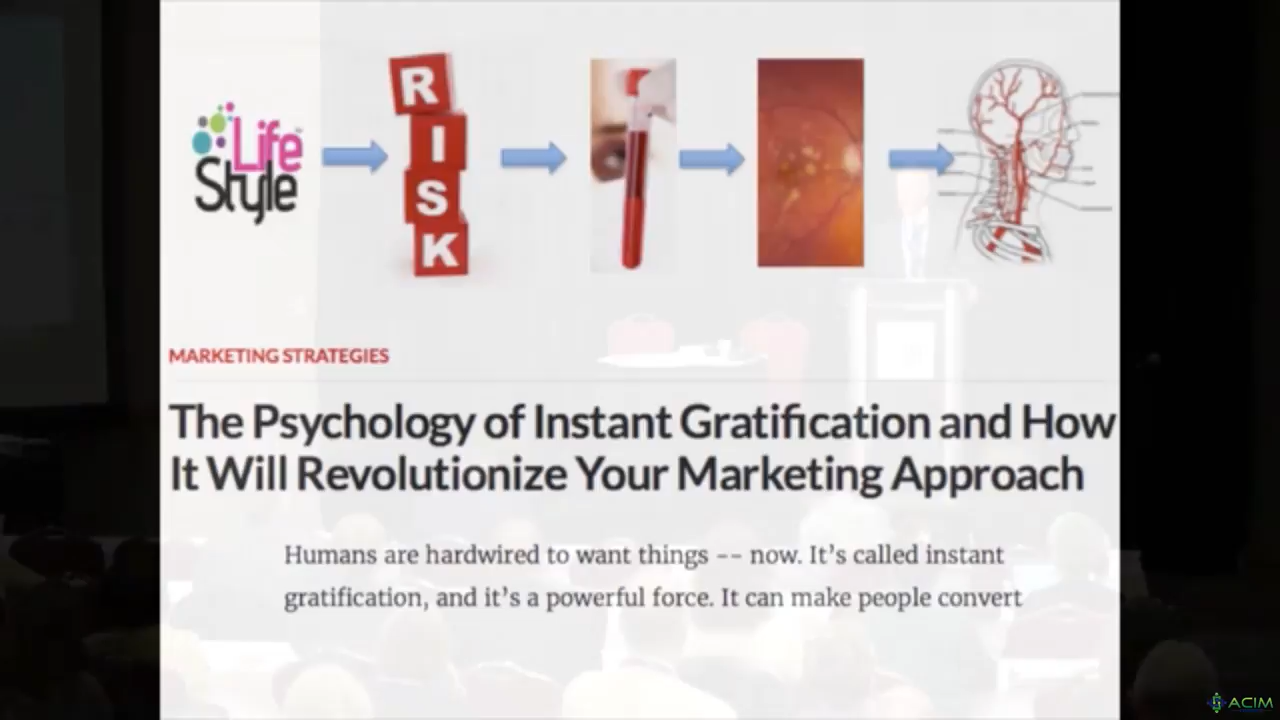 Life
Style
R
I
S
K
MARKETING STRATEGIES
The Psychology of Instant Gratification and How
It Will Revolutionize Your Marketing Approach
Humans are hardwired to want things -- now. It’s called instant
gratification, and it’s a powerful force. It can make people convert
ACIM